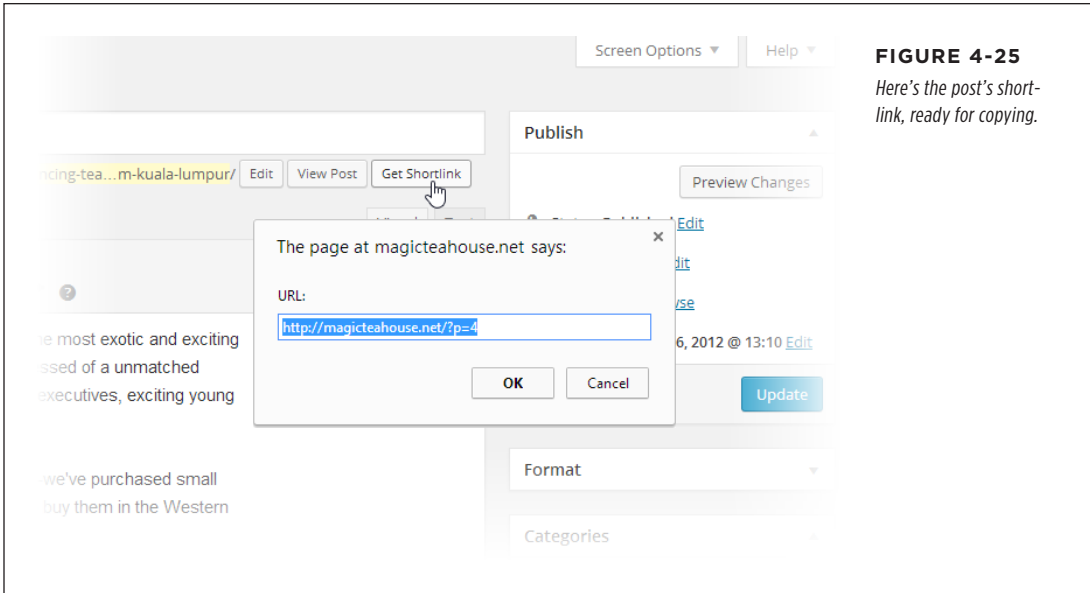 Screen Options
Help
FIGURE 4-25
Here's the post's short-
link, ready for copying.
Publish
ncing-tea…m-kuala-lumpur/
Edit
View Post
Get Shortlink
Preview Changes
Edit
The page at magicteahouse.net says:
dit
URL:
wse
http://magicteahouse.net/?p=4
e most exotic and exciting
6, 2012 @ 13:10 Edit
ssed of a unmatched
OK
Cancel
executives, exciting young
Update
we've purchased small
Format
buy them in the Western
Categories